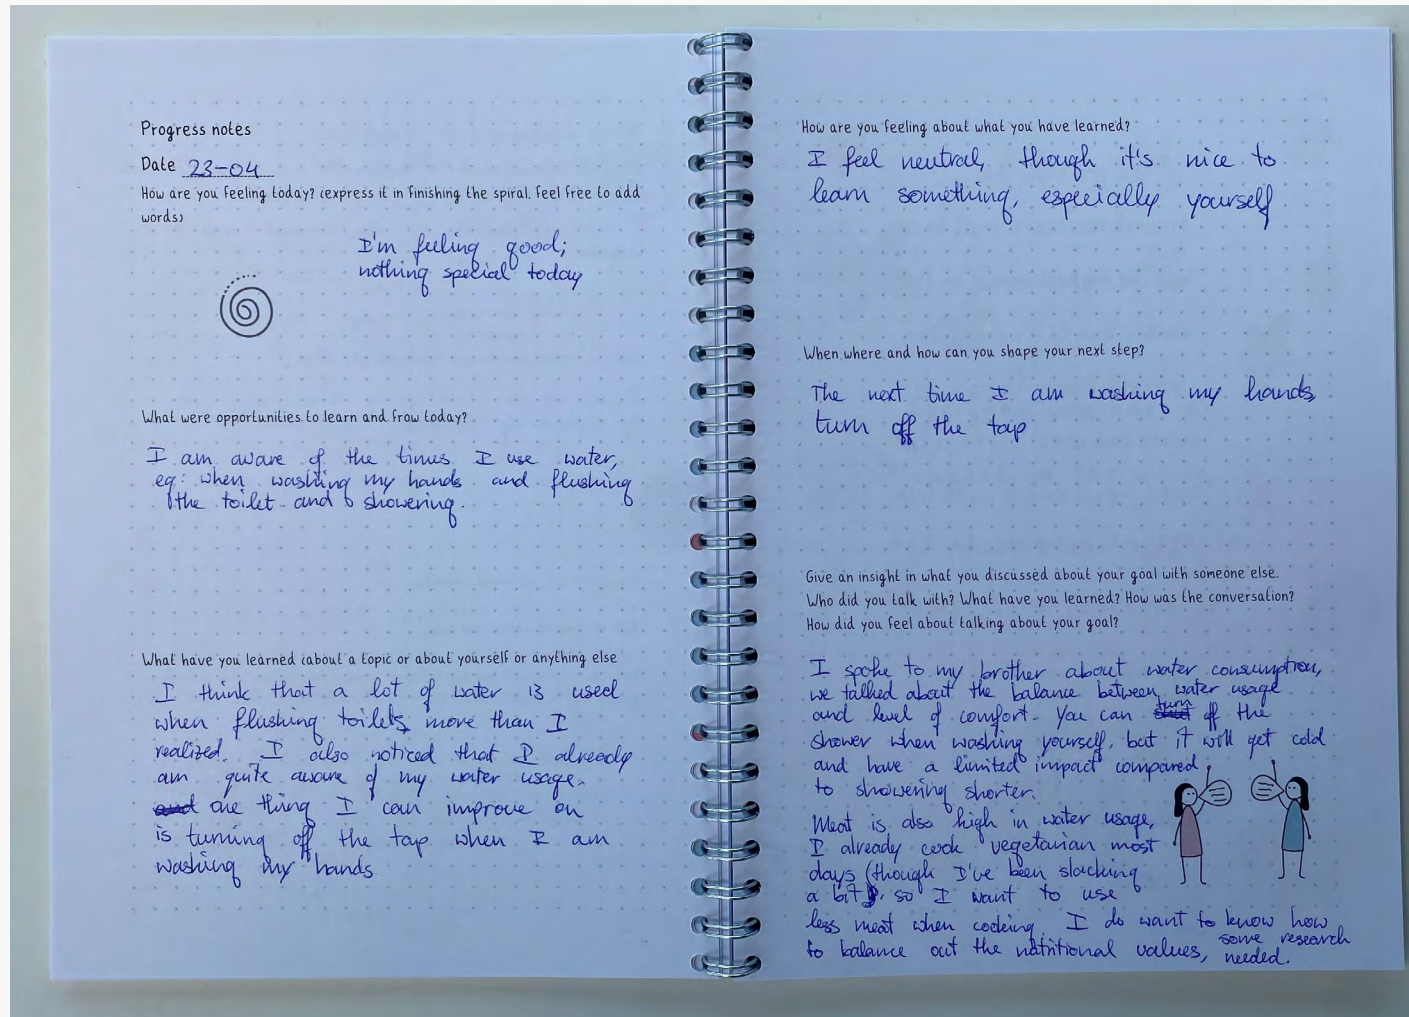 Progress notes
Date 23-04
How are you feeling today? (express it in finishing the spiral, feel free to add
words)
I'm feeling good;
nothing special today
What were opportunities to learn and frow today?
I am aware of the times I use water,
eg: when washing my hands and flushing
the toilet and showering.
What have you learned (about a topic or about yourself or anything else
I think that a lot of water is used
when flushing toilets, more than I
realized. I also noticed that I already
am quite aware of my water usage.
and one thing I can improve on
is turning off the tap when I am
washing my hands
How are you feeling about what you have learned?
I feel neutral, though it's nice to
learn something, especially yourself
When where and how can you shape your next step?
The next time I am washing my hands,
turn off the tap
Give an insight in what you discussed about your goal with someone else.
Who did you talk with? What have you learned? How was the conversation?
How did you feel about talking about your goal?
I spoke to my brother about water consumption,
we talked about the balance between water usage
and level of comfort. You can turn off the
shower when washing yourself, but it will get cold
and have a limited impact compared
to showering shorter.
Meat is also high in water usage,
I already cook vegetarian most
days (though I've been slacking
a bit), so I want to use
less meat when cooking. I do want to know how
to balance out the nutritional values, some research
needed.